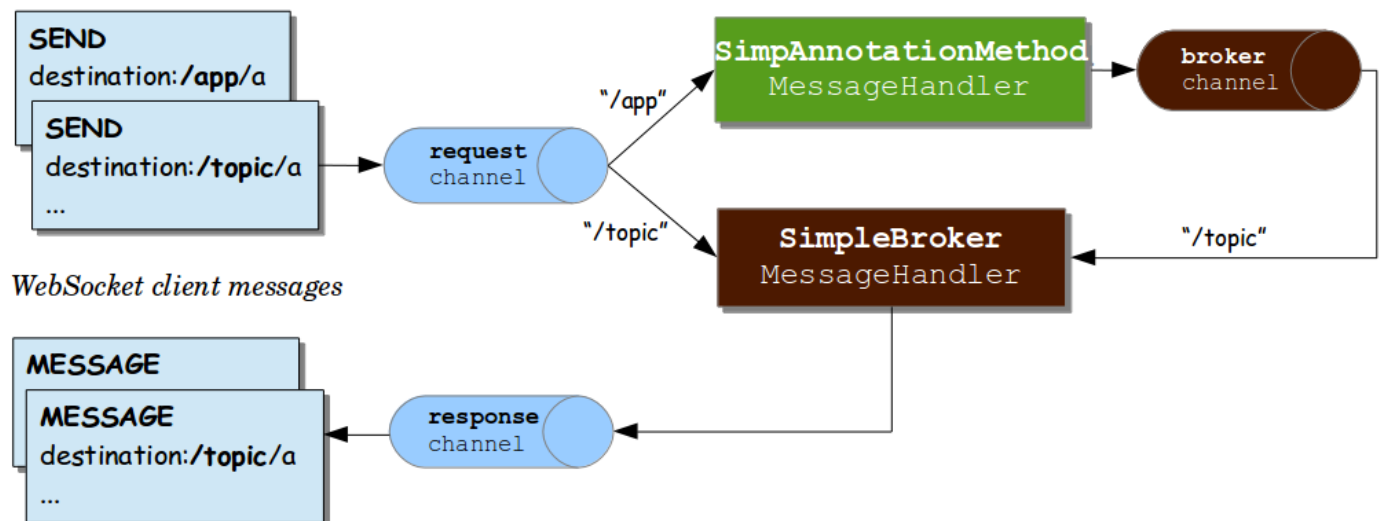 SEND
destination:/app/a
SEND
destination:/topic/a
...
WebSocket client messages
request
channel
“/app”
“/topic”
SimpAnnotationMethod
MessageHandler
broker
channel
SimpleBroker
MessageHandler
“/topic”
MESSAGE
MESSAGE
destination:/topic/a
...
response
channel